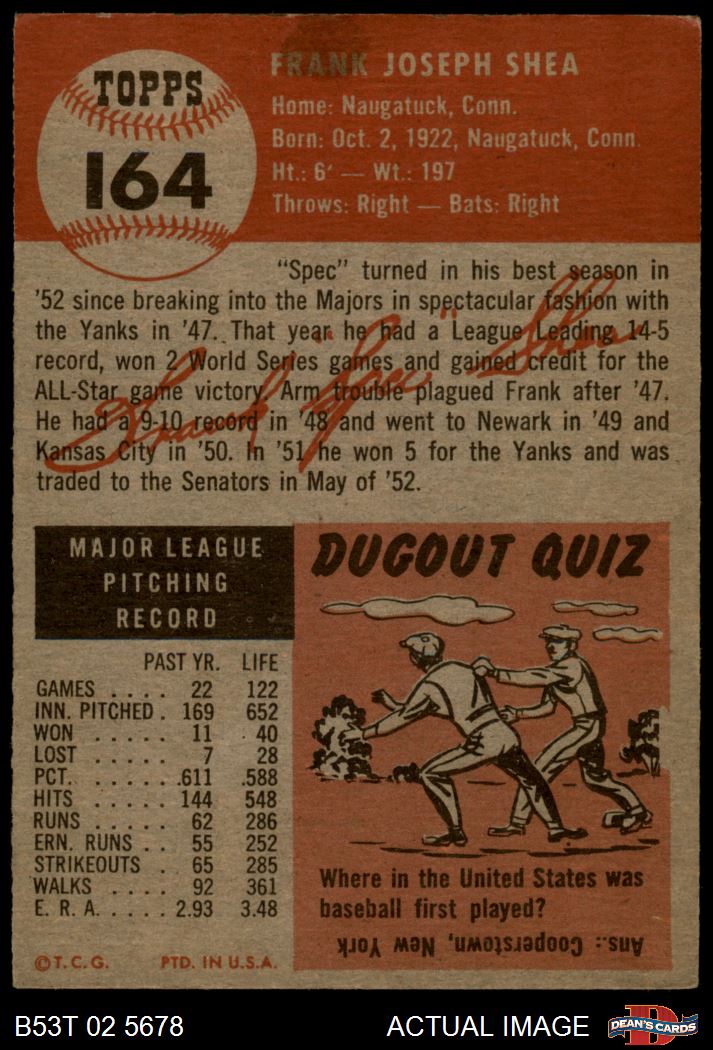 TOPPS
164
FRANK JOSEPH SHEA
Home: Naugatuck, Conn.
Born: Oct. 2, 1922, Naugatuck, Conn.
Ht.: 6' — Wt.: 197
Throws: Right — Bats: Right
"Spec" turned in his best season in
'52 since breaking into the Majors in spectacular fashion with
the Yanks in '47. That year he had a League Leading 14-5
record, won 2 World Series games and gained credit for the
ALL-Star game victory. Arm trouble plagued Frank after '47.
He had a 9-10 record in '48 and went to Newark in '49 and
Kansas City in '50. In '51 he won 5 for the Yanks and was
traded to the Senators in May of '52.
Frank "Spec" Shea
MAJOR LEAGUE
PITCHING
RECORD
PAST YR. LIFE
GAMES . . . . 22 122
INN. PITCHED . 169 652
WON . . . . . 11 40
LOST . . . . . 7 28
PCT. . . . . . .611 .588
HITS . . . . . 144 548
RUNS . . . . . 62 286
ERN. RUNS . . 55 252
STRIKEOUTS . 65 285
WALKS . . . . 92 361
E. R. A. . . . . . 2.93 3.48
© T. C. G. PTD. IN U.S.A.
DUGOUT QUIZ
Where in the United States was
baseball first played?
Ans.: Cooperstown, New York
B53T 02 5678
ACTUAL IMAGE
D
DEAN'S CARDS